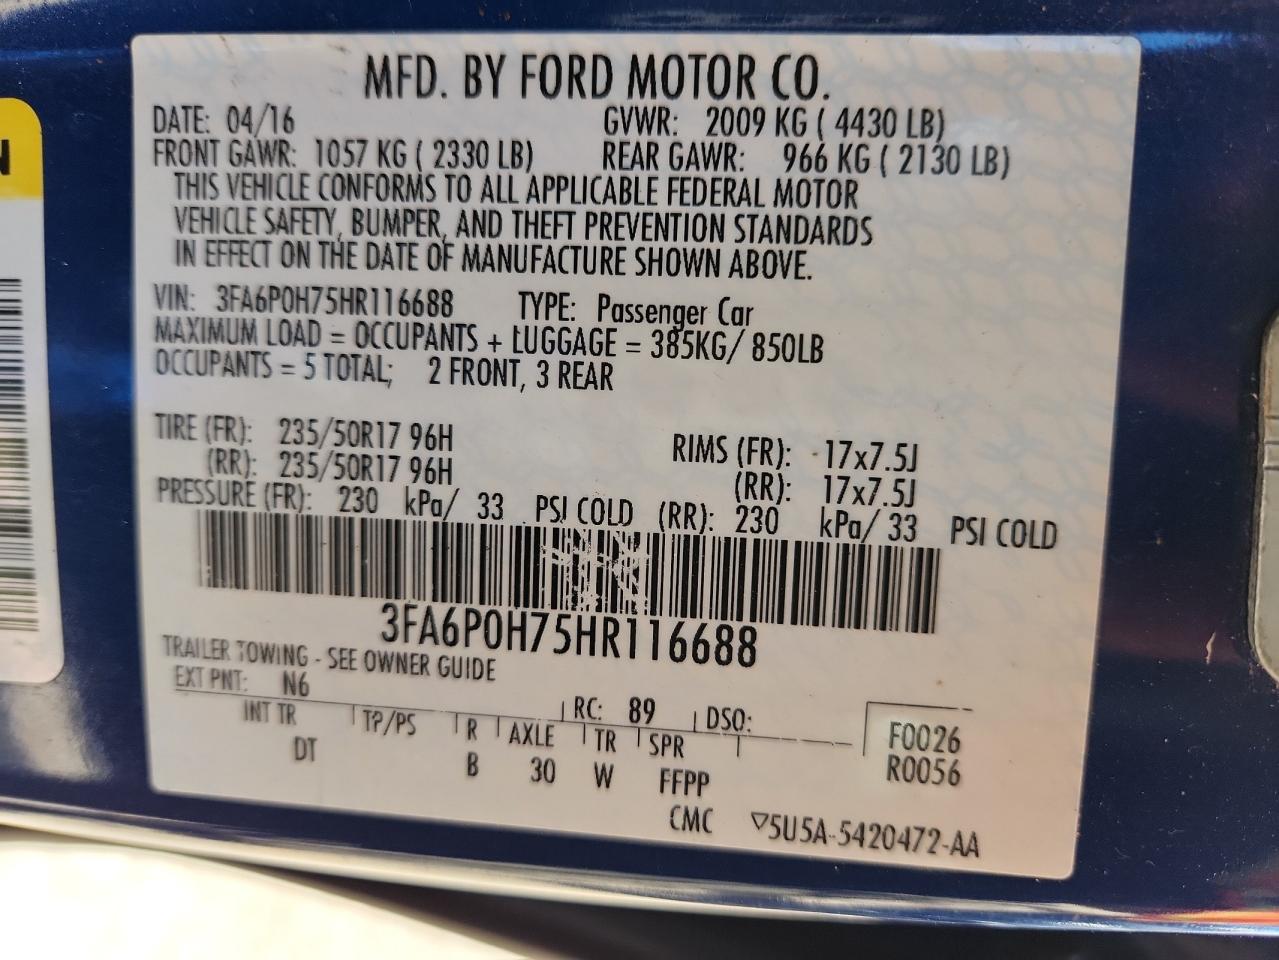 MFD. BY FORD MOTOR CO.
DATE: 04/16 GVWR: 2009 KG ( 4430 LB)
FRONT GAWR: 1057 KG ( 2330 LB) REAR GAWR: 966 KG ( 2130 LB)
THIS VEHICLE CONFORMS TO ALL APPLICABLE FEDERAL MOTOR
VEHICLE SAFETY, BUMPER, AND THEFT PREVENTION STANDARDS
IN EFFECT ON THE DATE OF MANUFACTURE SHOWN ABOVE.
VIN: 3FA6P0H75HR116688 TYPE: Passenger Car
MAXIMUM LOAD = OCCUPANTS + LUGGAGE = 385KG/ 850LB
OCCUPANTS = 5 TOTAL; 2 FRONT, 3 REAR
TIRE (FR): 235/50R17 96H RIMS (FR): 17x7.5J
(RR): 235/50R17 96H (RR): 17x7.5J
PRESSURE (FR): 230 kPa/ 33 PSI COLD (RR): 230 kPa/ 33 PSI COLD
3FA6P0H75HR116688
TRAILER TOWING - SEE OWNER GUIDE
EXT PNT: N6 RC: 89 DSO:
INT TR TP/PS R AXLE TR SPR F0026
DT B 30 W FFPP R0056
CMC ▽5U5A-5420472-AA
N